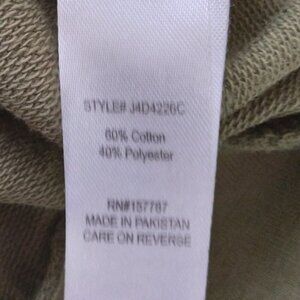 STYLE# J4D4226C
60% Cotton
40% Polyester
RN#157787
MADE IN PAKISTAN
CARE ON REVERSE